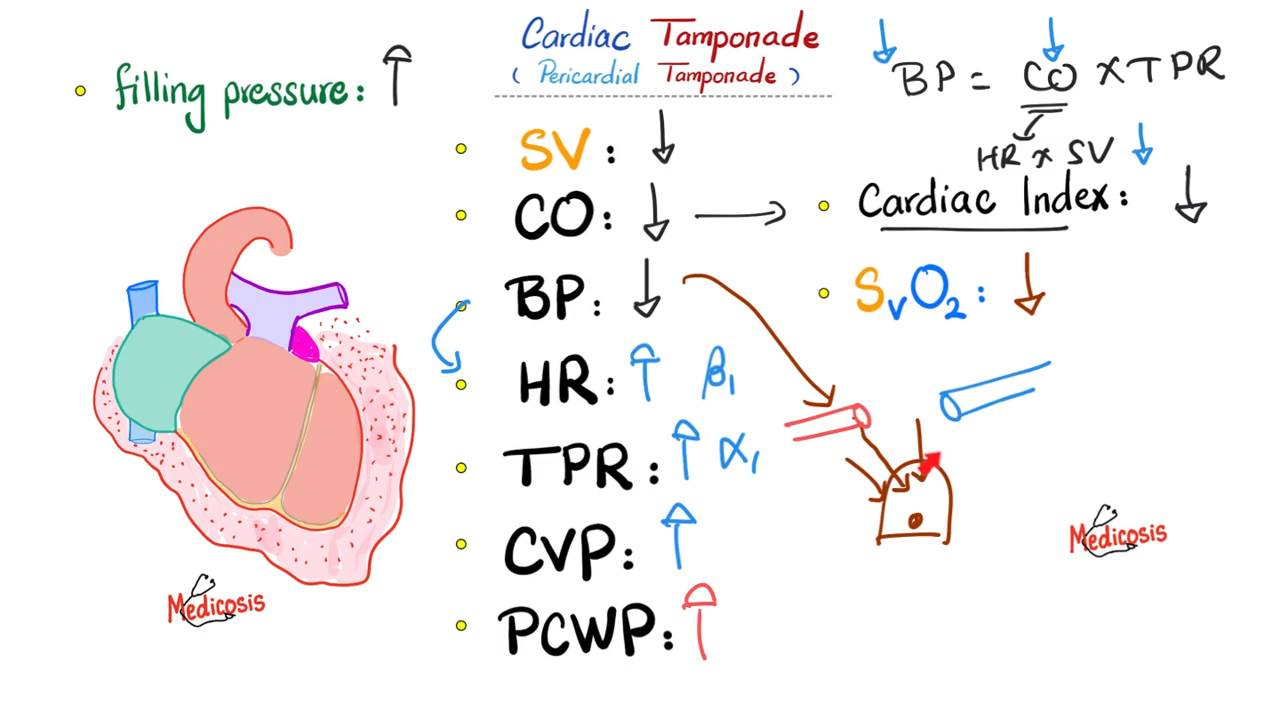 Cardiac Tamponade
( Pericardial Tamponade )
• filling pressure: ↑
• SV: ↓
• CO: ↓ →
• BP: ↓
• HR: ↑ β₁
• TPR: ↑ α₁
• CVP: ↑
• PCWP: ↑
↓ BP = ↓ CO X TPR
HR x SV ↓
• Cardiac Index: ↓
• SvO₂: ↓
Medicosis
Medicosis